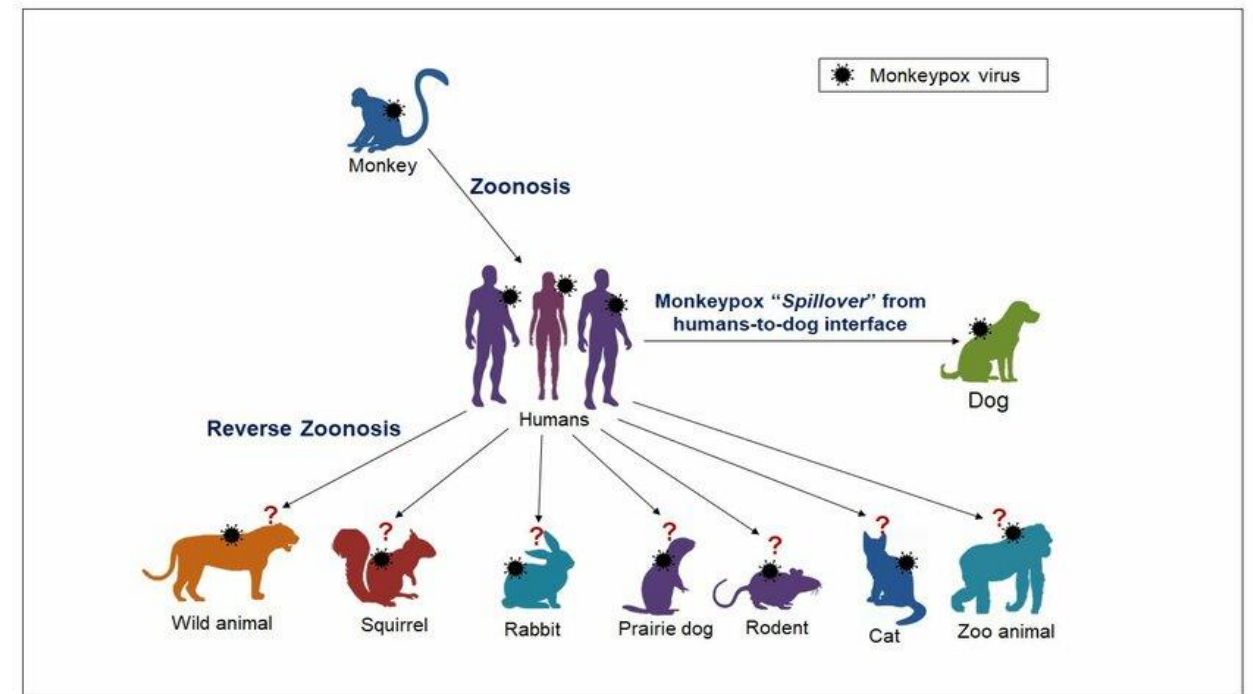 Monkeypox virus
Monkey
Zoonosis
Monkeypox “Spillover” from
humans-to-dog interface
Dog
Humans
Reverse Zoonosis
? ? ? ? ? ? ?
Wild animal Squirrel Rabbit Prairie dog Rodent Cat Zoo animal